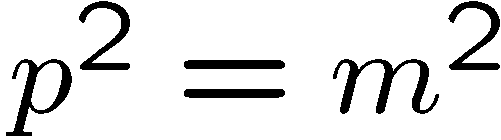 p² = m²